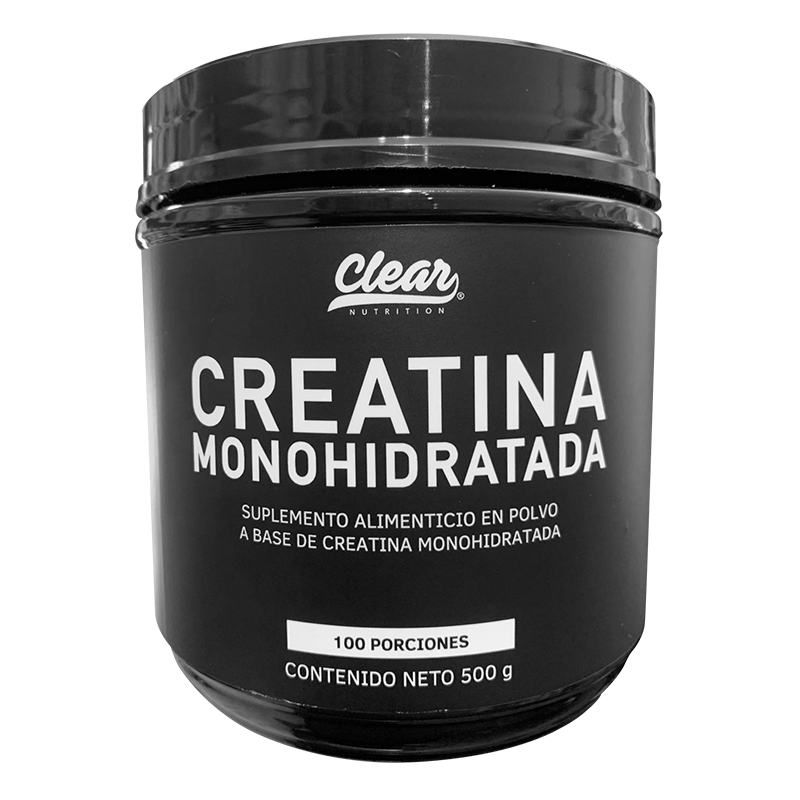 Clear®
NUTRITION
CREATINA
MONOHIDRATADA
SUPLEMENTO ALIMENTICIO EN POLVO
A BASE DE CREATINA MONOHIDRATADA
100 PORCIONES
CONTENIDO NETO 500 g